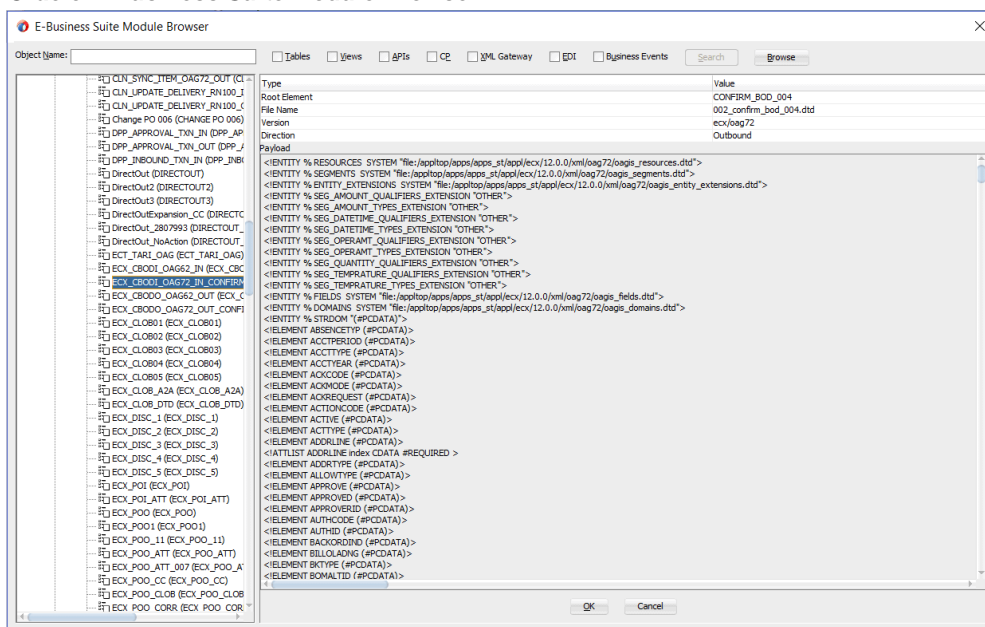 E-Business Suite Module Browser
Object Name: Tables Views APIs CP XML Gateway EDI Business Events Search Browse
CLN_SYNC_ITEM_OAG72_OUT (CL
CLN_UPDATE_DELIVERY_RN100_I
CLN_UPDATE_DELIVERY_RN100_C
Change PO 006 (CHANGE PO 006)
DPP_APPROVAL_TXN_IN (DPP_AP
DPP_APPROVAL_TXN_OUT (DPP_A
DPP_INBOUND_TXN_IN (DPP_INB
DirectOut (DIRECTOUT)
DirectOut2 (DIRECTOUT2)
DirectOut3 (DIRECTOUT3)
DirectOutExpansion_CC (DIRECTC
DirectOut_2807993 (DIRECTOUT_
DirectOut_NoAction (DIRECTOUT_
ECT_TARI_OAG (ECT_TARI_OAG)
ECX_CBODI_OAG62_IN (ECX_CBC
ECX_CBODI_OAG72_IN_CONFIRM
ECX_CBODO_OAG62_OUT (ECX_C
ECX_CBODO_OAG72_OUT_CONFI
ECX_CLOB01 (ECX_CLOB01)
ECX_CLOB02 (ECX_CLOB02)
ECX_CLOB03 (ECX_CLOB03)
ECX_CLOB04 (ECX_CLOB04)
ECX_CLOB05 (ECX_CLOB05)
ECX_CLOB_A2A (ECX_CLOB_A2A)
ECX_CLOB_DTD (ECX_CLOB_DTD)
ECX_DISC_1 (ECX_DISC_1)
ECX_DISC_2 (ECX_DISC_2)
ECX_DISC_3 (ECX_DISC_3)
ECX_DISC_4 (ECX_DISC_4)
ECX_DISC_5 (ECX_DISC_5)
ECX_POI (ECX_POI)
ECX_POI_ATT (ECX_POI_ATT)
ECX_POO (ECX_POO)
ECX_POO1 (ECX_POO1)
ECX_POO_11 (ECX_POO_11)
ECX_POO_ATT (ECX_POO_ATT)
ECX_POO_ATT_007 (ECX_POO_A
ECX_POO_CC (ECX_POO_CC)
ECX_POO_CLOB (ECX_POO_CLOB
ECX_POO_CORR (ECX_POO_COR
Type Value
Root Element CONFIRM_BOD_004
File Name 002_confirm_bod_004.dtd
Version ecx/oag72
Direction Outbound
Payload
<!ENTITY % RESOURCES SYSTEM "file:/appltop/apps/apps_st/appl/ecx/12.0.0/xml/oag72/oagis_resources.dtd">
<!ENTITY % SEGMENTS SYSTEM "file:/appltop/apps/apps_st/appl/ecx/12.0.0/xml/oag72/oagis_segments.dtd">
<!ENTITY % ENTITY_EXTENSIONS SYSTEM "file:/appltop/apps/apps_st/appl/ecx/12.0.0/xml/oag72/oagis_entity_extensions.dtd">
<!ENTITY % SEG_AMOUNT_QUALIFIERS_EXTENSION "OTHER">
<!ENTITY % SEG_AMOUNT_TYPES_EXTENSION "OTHER">
<!ENTITY % SEG_DATETIME_QUALIFIERS_EXTENSION "OTHER">
<!ENTITY % SEG_DATETIME_TYPES_EXTENSION "OTHER">
<!ENTITY % SEG_OPERAMT_QUALIFIERS_EXTENSION "OTHER">
<!ENTITY % SEG_OPERAMT_TYPES_EXTENSION "OTHER">
<!ENTITY % SEG_QUANTITY_QUALIFIERS_EXTENSION "OTHER">
<!ENTITY % SEG_TEMPRATURE_QUALIFIERS_EXTENSION "OTHER">
<!ENTITY % SEG_TEMPRATURE_TYPES_EXTENSION "OTHER">
<!ENTITY % FIELDS SYSTEM "file:/appltop/apps/apps_st/appl/ecx/12.0.0/xml/oag72/oagis_fields.dtd">
<!ENTITY % DOMAINS SYSTEM "file:/appltop/apps/apps_st/appl/ecx/12.0.0/xml/oag72/oagis_domains.dtd">
<!ENTITY % STRDOM "(#PCDATA)">
<!ELEMENT ABSENCETYP (#PCDATA)>
<!ELEMENT ACCTPERIOD (#PCDATA)>
<!ELEMENT ACCTTYPE (#PCDATA)>
<!ELEMENT ACCTYEAR (#PCDATA)>
<!ELEMENT ACKCODE (#PCDATA)>
<!ELEMENT ACKMODE (#PCDATA)>
<!ELEMENT ACKREQUEST (#PCDATA)>
<!ELEMENT ACTIONCODE (#PCDATA)>
<!ELEMENT ACTIVE (#PCDATA)>
<!ELEMENT ACTTYPE (#PCDATA)>
<!ELEMENT ADDRLINE (#PCDATA)>
<!ATTLIST ADDRLINE index CDATA #REQUIRED >
<!ELEMENT ADDRTYPE (#PCDATA)>
<!ELEMENT ALLOWTYPE (#PCDATA)>
<!ELEMENT APPROVE (#PCDATA)>
<!ELEMENT APPROVED (#PCDATA)>
<!ELEMENT APPROVERID (#PCDATA)>
<!ELEMENT AUTHCODE (#PCDATA)>
<!ELEMENT AUTHID (#PCDATA)>
<!ELEMENT BACKORDIND (#PCDATA)>
<!ELEMENT BILLOLADNG (#PCDATA)>
<!ELEMENT BKTYPE (#PCDATA)>
<!ELEMENT BOMALTID (#PCDATA)>
OK Cancel